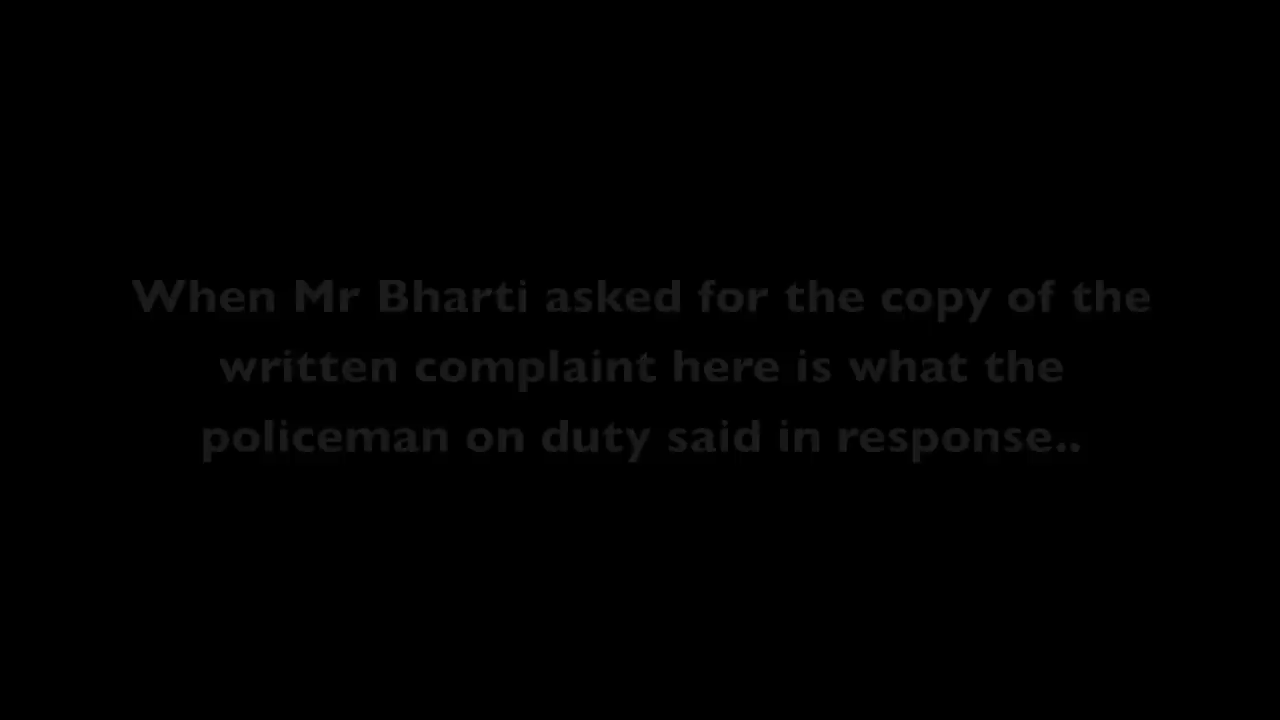 When Mr Bharti asked for the copy of the
written complaint here is what the
policeman on duty said in response..